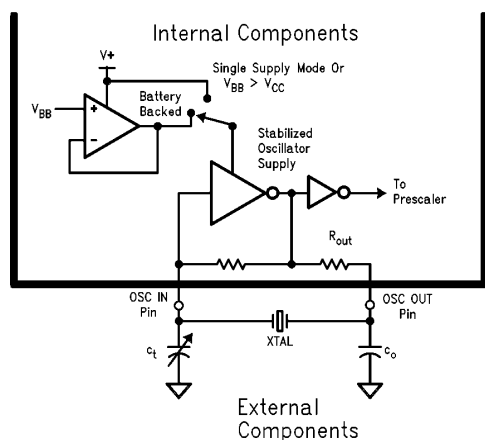 Internal Components
V+
Single Supply Mode Or
VBB > VCC
Battery
Backed
VBB
+
-
Stabilized
Oscillator
Supply
To
Prescaler
Rout
OSC IN
Pin
OSC OUT
Pin
XTAL
ct
co
External
Components